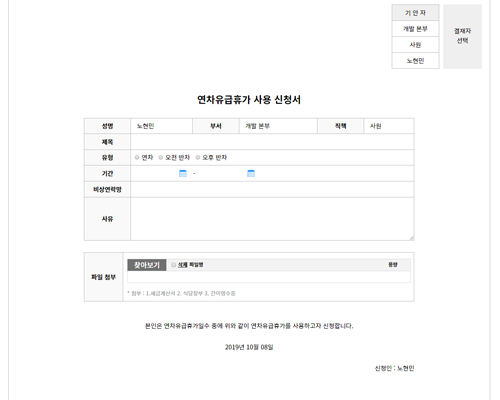 기 안 자
개발 본부
사원
노현민
결재자
선택
연차유급휴가 사용 신청서
성명 노현민 부서 개발 본부 직책 사원
제목
유형 연차 오전 반차 오후 반차
기간 -
비상연락망
사유
파일 첨부 찾아보기 삭제 파일명 용량
* 첨부 : 1.세금계산서 2. 식당장부 3. 간이영수증
본인은 연차유급휴가일수 중에 위와 같이 연차유급휴가를 사용하고자 신청합니다.
2019년 10월 08일
신청인 : 노현민